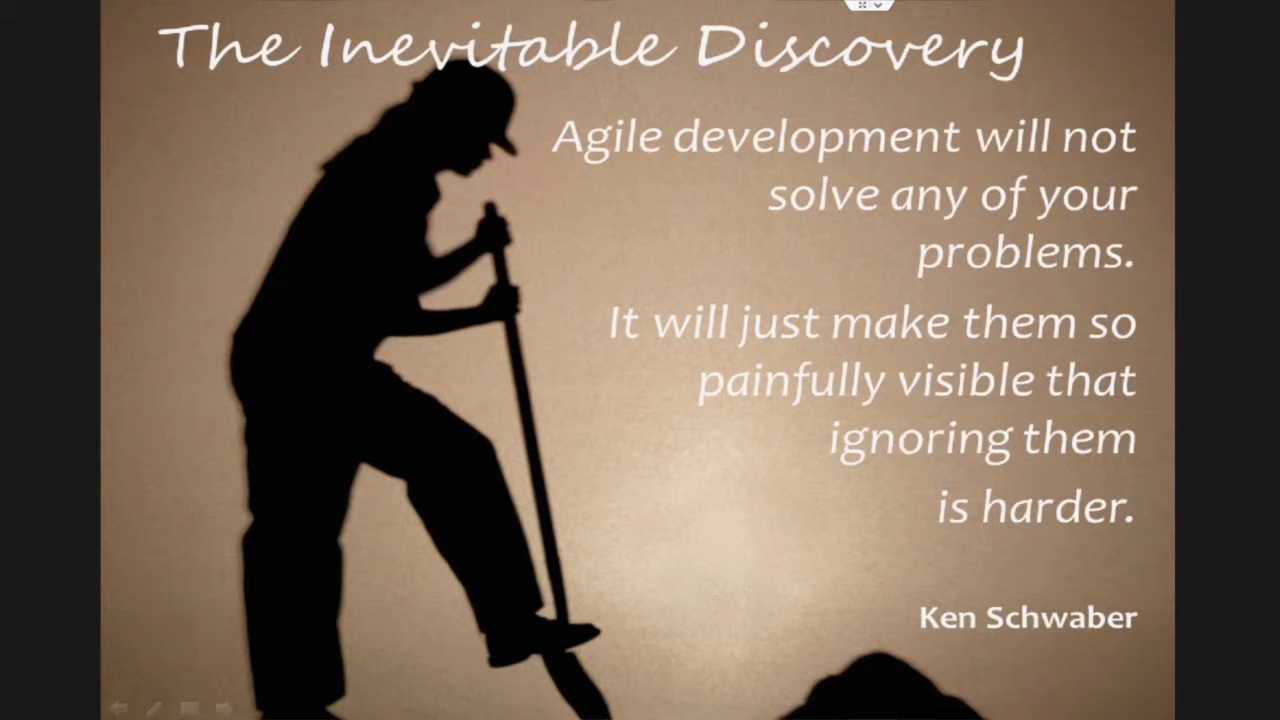 The Inevitable Discovery
Agile development will not
solve any of your
problems.
It will just make them so
painfully visible that
ignoring them
is harder.
Ken Schwaber